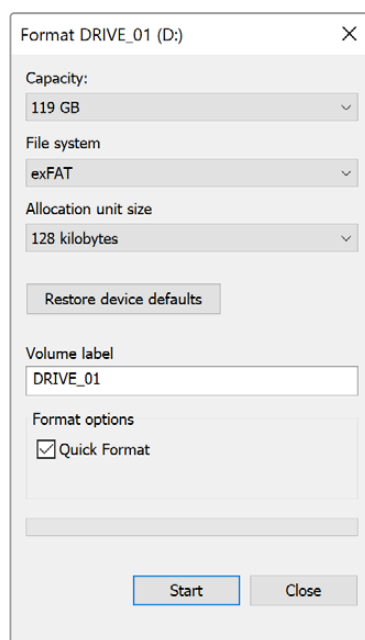 Format DRIVE_01 (D:)
Capacity:
119 GB
File system
exFAT
Allocation unit size
128 kilobytes
Restore device defaults
Volume label
DRIVE_01
Format options
Quick Format
Start
Close